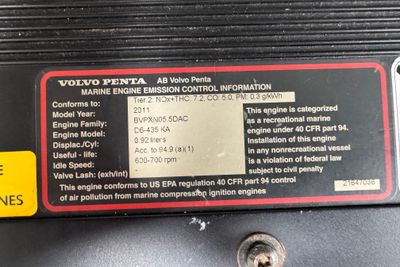 VOLVO PENTA AB Volvo Penta
MARINE ENGINE EMISSION CONTROL INFORMATION
Conforms to: Tier 2: NOx+THC: 7.2, CO: 5.0, PM: 0.3 g/kWh
Model Year: 2011
Engine Family: BVPXN05.5DAC
Engine Model: D6-435 KA
Displac./Cyl: 0.92 liters
Useful - life: Acc. to 94.9 (a)(1)
Idle Speed: 600-700 rpm
Valve Lash: (exh/int)
This engine is categorized
as a recreational marine
engine under 40 CFR part 94.
Installation of this engine
in any nonrecreational vessel
is a violation of federal law
subject to civil penalty
This engine conforms to US EPA regulation 40 CFR part 94 control
of air pollution from marine compression ignition engines
21647036
E
NES